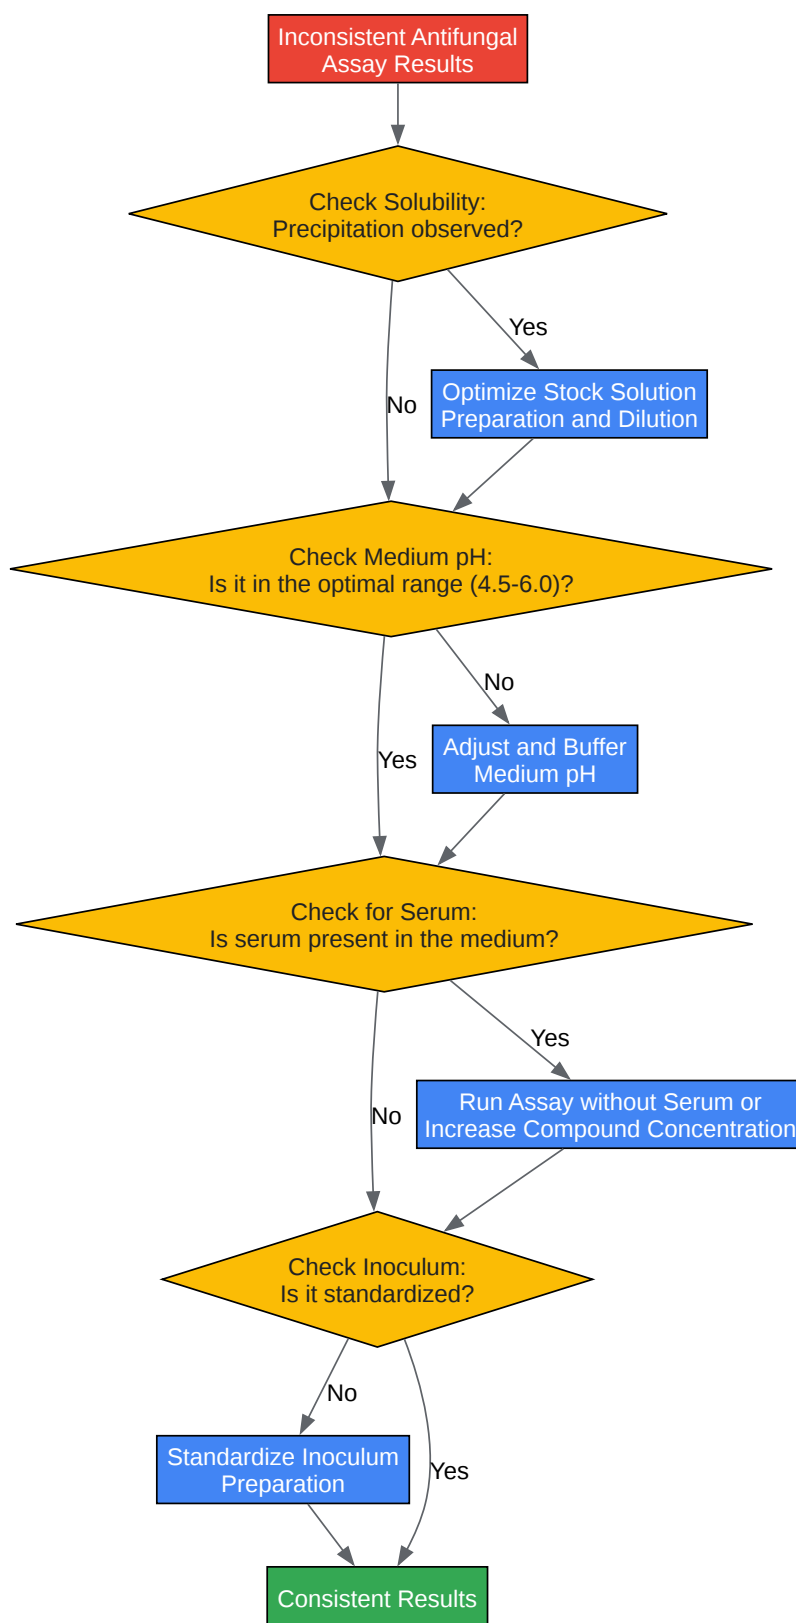 Inconsistent Antifungal
Assay Results
Check Solubility:
Precipitation observed?
Yes
No
Optimize Stock Solution
Preparation and Dilution
Check Medium pH:
Is it in the optimal range (4.5-6.0)?
No
Yes
Adjust and Buffer
Medium pH
Check for Serum:
Is serum present in the medium?
Yes
No
Run Assay without Serum or
Increase Compound Concentration
Check Inoculum:
Is it standardized?
No
Yes
Standardize Inoculum
Preparation
Consistent Results